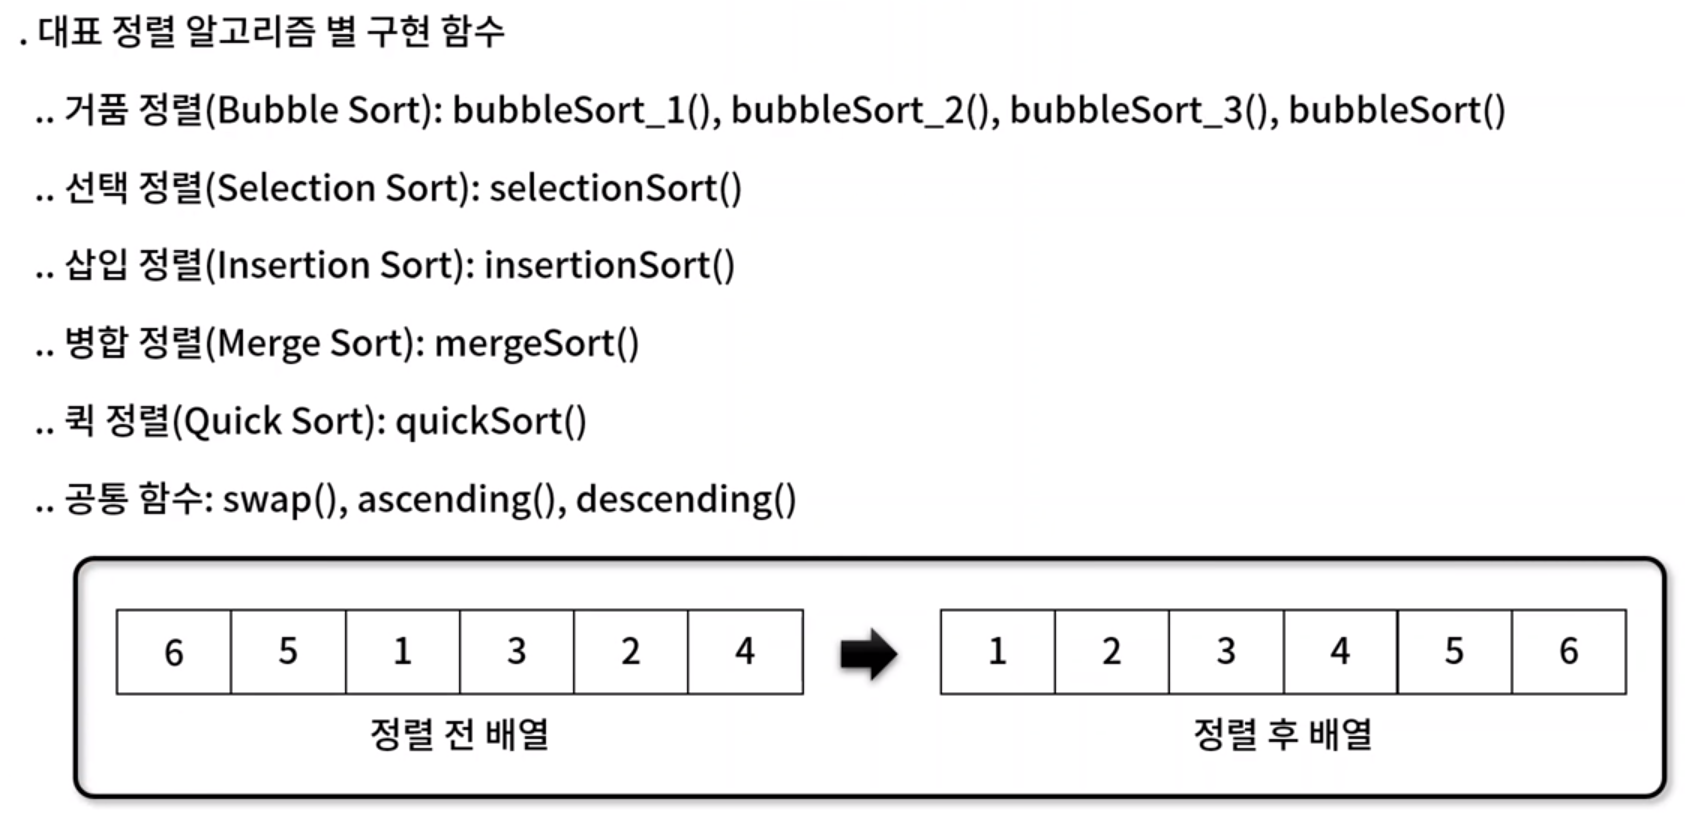 . 대표 정렬 알고리즘 별 구현 함수
.. 거품 정렬(Bubble Sort): bubbleSort_1(), bubbleSort_2(), bubbleSort_3(), bubbleSort()
.. 선택 정렬(Selection Sort): selectionSort()
.. 삽입 정렬(Insertion Sort): insertionSort()
.. 병합 정렬(Merge Sort): mergeSort()
.. 퀵 정렬(Quick Sort): quickSort()
.. 공통 함수: swap(), ascending(), descending()
6 5 1 3 2 4 1 2 3 4 5 6
정렬 전 배열 정렬 후 배열